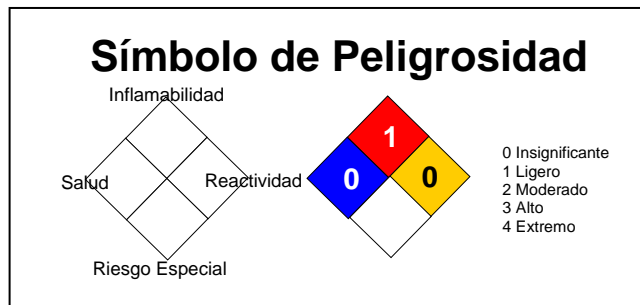 Símbolo de Peligrosidad
Inflamabilidad
Salud
Reactividad
Riesgo Especial
1
0
0
0 Insignificante
1 Ligero
2 Moderado
3 Alto
4 Extremo